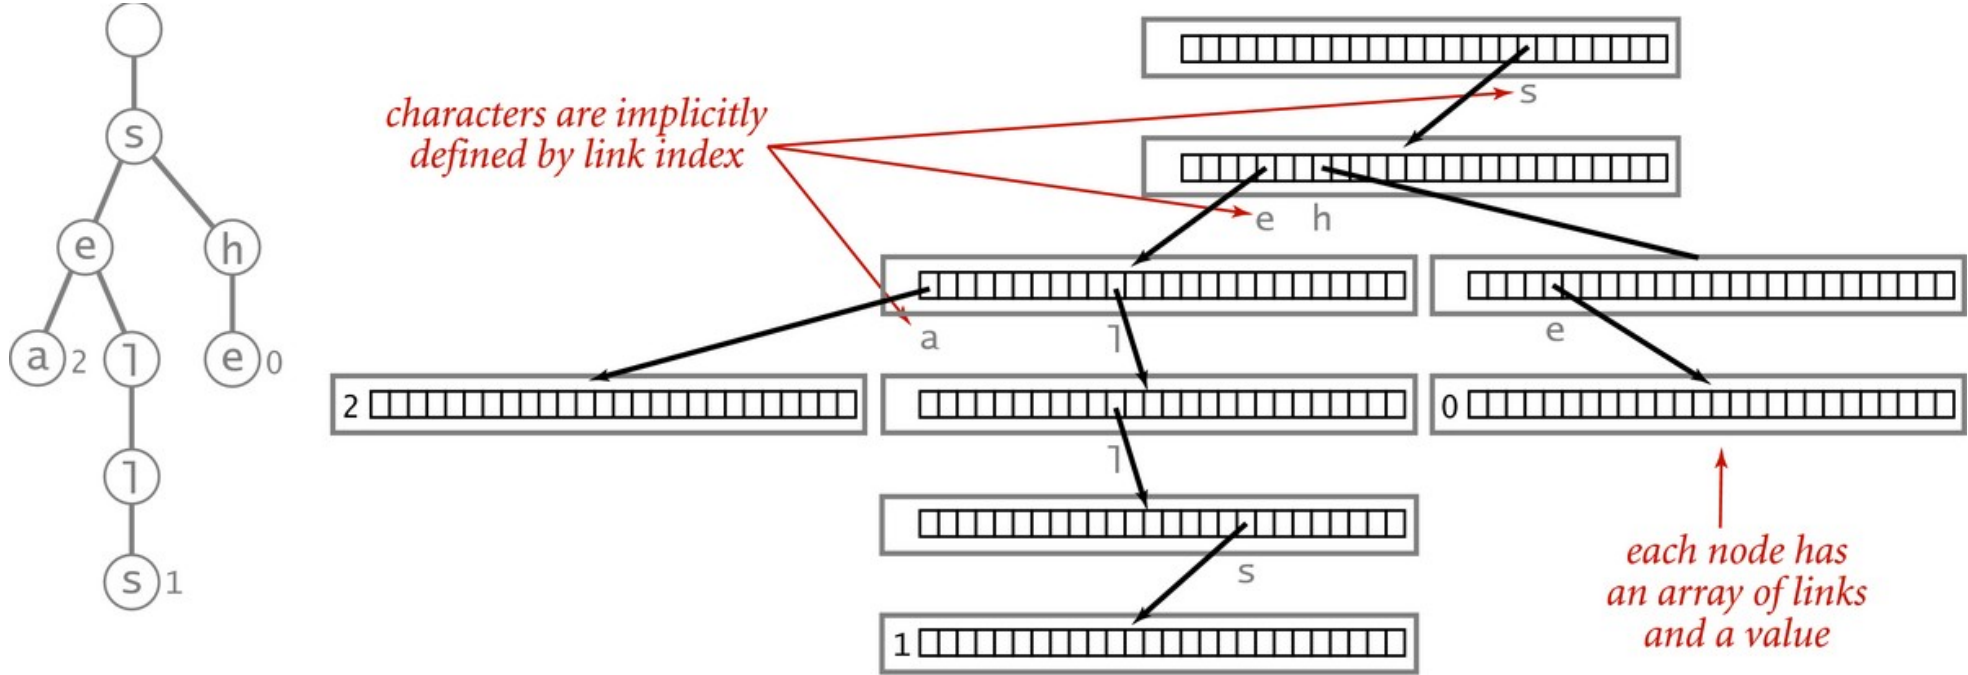 s
e
h
a 2
l
e 0
l
s 1
characters are implicitly
defined by link index
s
e h
a
l
e
2
0
l
s
1
each node has
an array of links
and a value